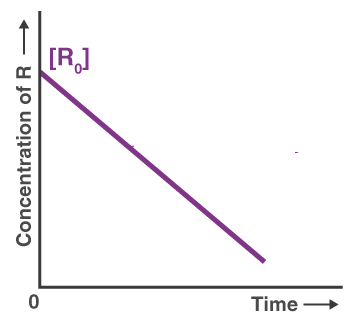 [R₀]
Concentration of R
0
Time